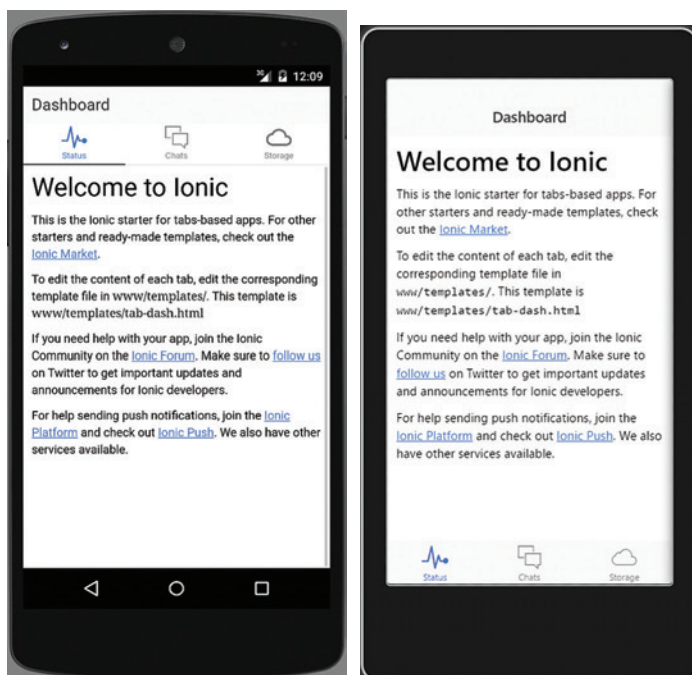 3G 12:09
Dashboard
Status Chats Storage
Welcome to Ionic
This is the Ionic starter for tabs-based apps. For other
starters and ready-made templates, check out the
Ionic Market.
To edit the content of each tab, edit the corresponding
template file in www/templates/. This template is
www/templates/tab-dash.html
If you need help with your app, join the Ionic
Community on the Ionic Forum. Make sure to follow us
on Twitter to get important updates and
announcements for Ionic developers.
For help sending push notifications, join the Ionic
Platform and check out Ionic Push. We also have other
services available.
Dashboard
Welcome to Ionic
This is the Ionic starter for tabs-based apps. For
other starters and ready-made templates, check
out the Ionic Market.
To edit the content of each tab, edit the
corresponding template file in
www/templates/. This template is
www/templates/tab-dash.html
If you need help with your app, join the Ionic
Community on the Ionic Forum. Make sure to
follow us on Twitter to get important updates
and announcements for Ionic developers.
For help sending push notifications, join the
Ionic Platform and check out Ionic Push. We also
have other services available.
Status Chats Storage